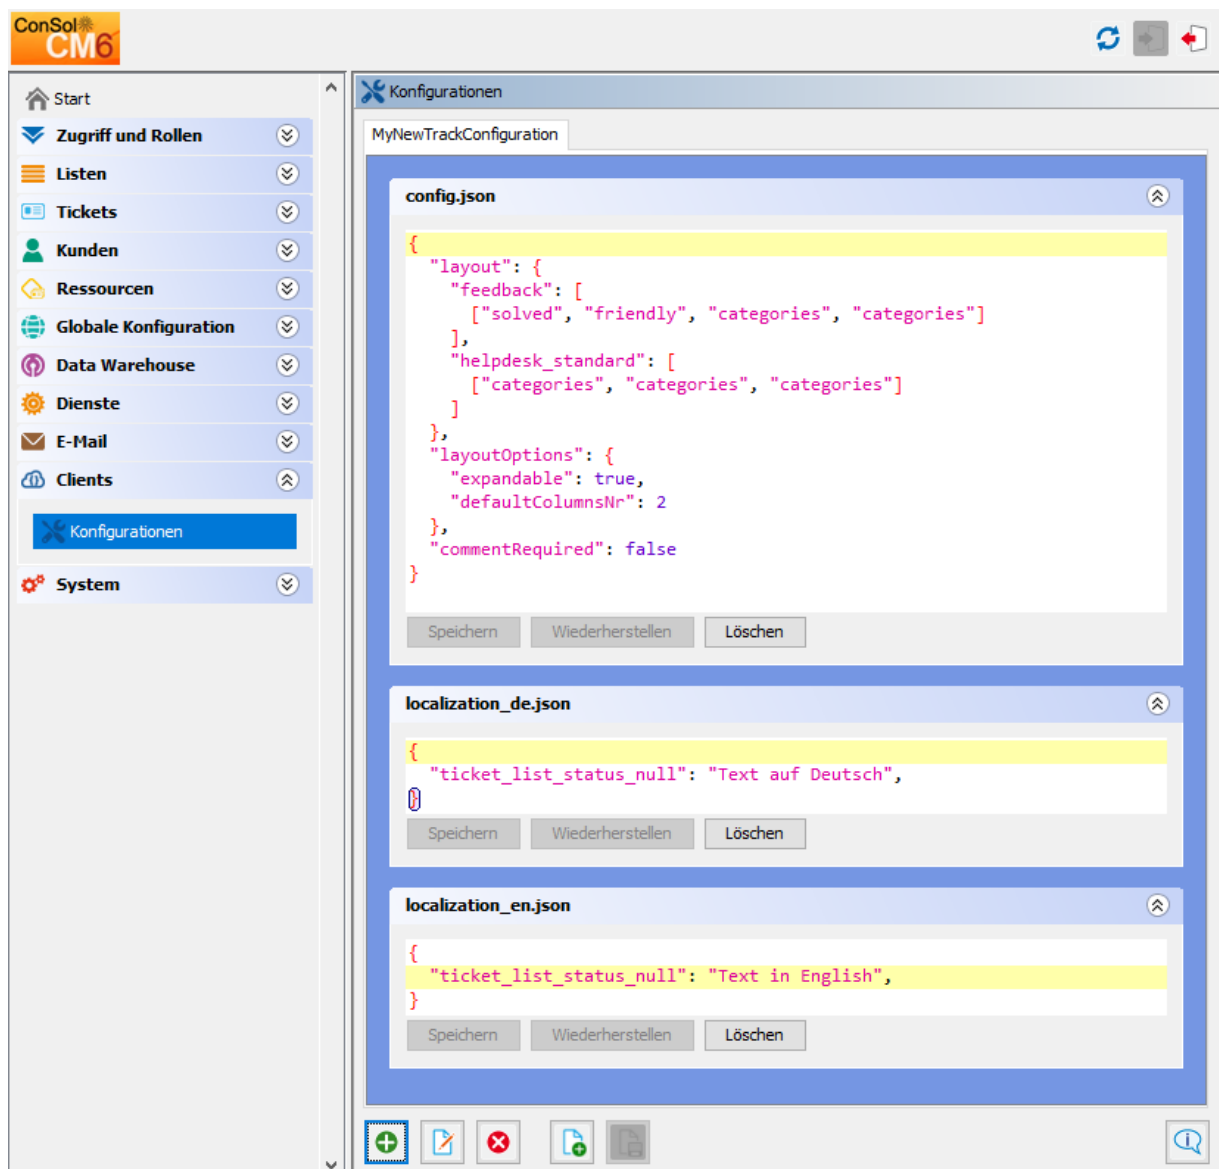 ConSol
CM6
Start
Zugriff und Rollen
Listen
Tickets
Kunden
Ressourcen
Globale Konfiguration
Data Warehouse
Dienste
E-Mail
Clients
Konfigurationen
System
Konfigurationen
MyNewTrackConfiguration
config.json
{
"layout": {
"feedback": [
["solved", "friendly", "categories", "categories"]
],
"helpdesk_standard": [
["categories", "categories", "categories"]
]
},
"layoutOptions": {
"expandable": true,
"defaultColumnsNr": 2
},
"commentRequired": false
}
Speichern Wiederherstellen Löschen
localization_de.json
{
"ticket_list_status_null": "Text auf Deutsch",
}
Speichern Wiederherstellen Löschen
localization_en.json
{
"ticket_list_status_null": "Text in English",
}
Speichern Wiederherstellen Löschen